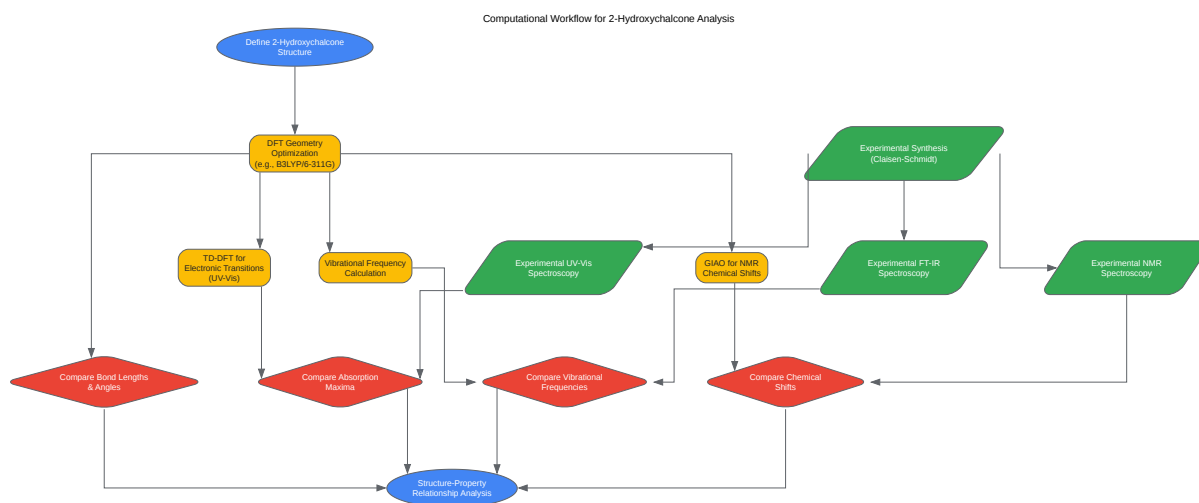 Computational Workflow for 2-Hydroxychalcone Analysis
Define 2-Hydroxychalcone
Structure
DFT Geometry
Optimization
(e.g., B3LYP/6-311G)
Experimental Synthesis
(Claisen-Schmidt)
TD-DFT for
Electronic Transitions
(UV-Vis)
Vibrational Frequency
Calculation
Experimental UV-Vis
Spectroscopy
GIAO for NMR
Chemical Shifts
Experimental FT-IR
Spectroscopy
Experimental NMR
Spectroscopy
Compare Bond Lengths
& Angles
Compare Absorption
Maxima
Compare Vibrational
Frequencies
Compare Chemical
Shifts
Structure-Property
Relationship Analysis